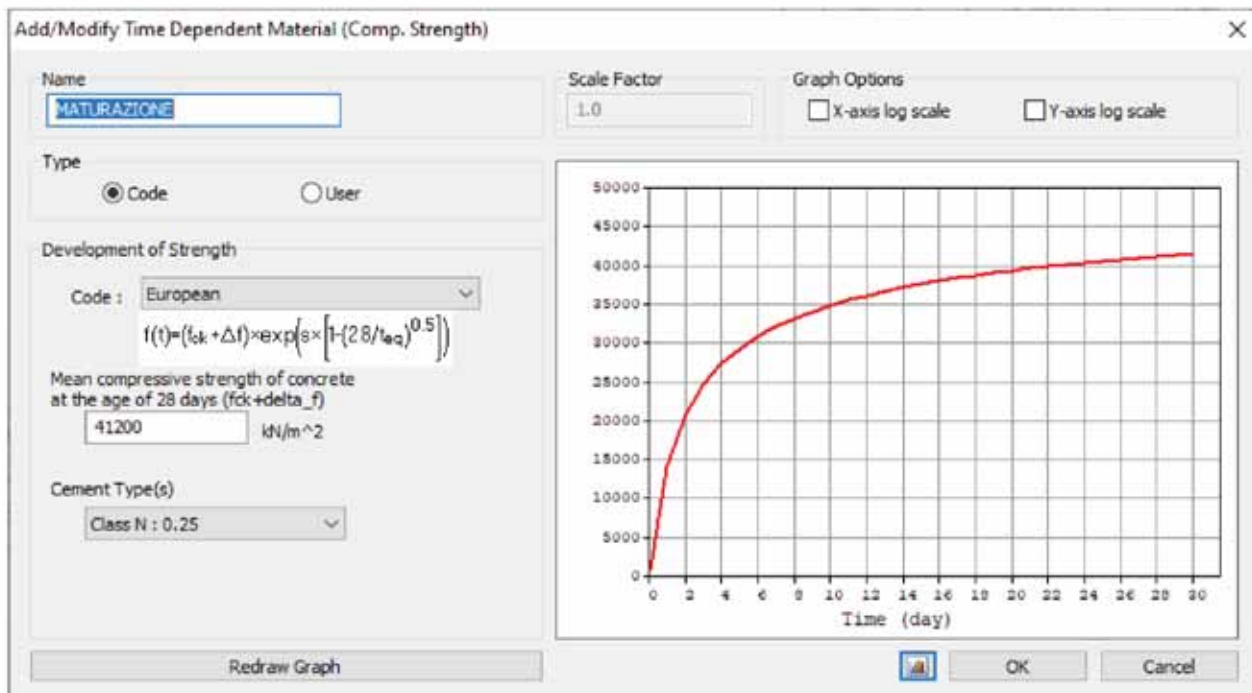 Add/Modify Time Dependent Material (Comp. Strength)
Name
MATURAZIONE
Scale Factor
1.0
Graph Options
X-axis log scale
Y-axis log scale
Type
Code
User
Development of Strength
Code :
European
f(t)=(fck+Δf)×exp(s×[1-(28/teq)^0.5])
Mean compressive strength of concrete
at the age of 28 days (fck+delta_f)
41200
kN/m^2
Cement Type(s)
Class N : 0.25
Redraw Graph
50000
45000
40000
35000
30000
25000
20000
15000
10000
5000
0
0 2 4 6 8 10 12 14 16 18 20 22 24 26 28 30
Time (day)
OK
Cancel